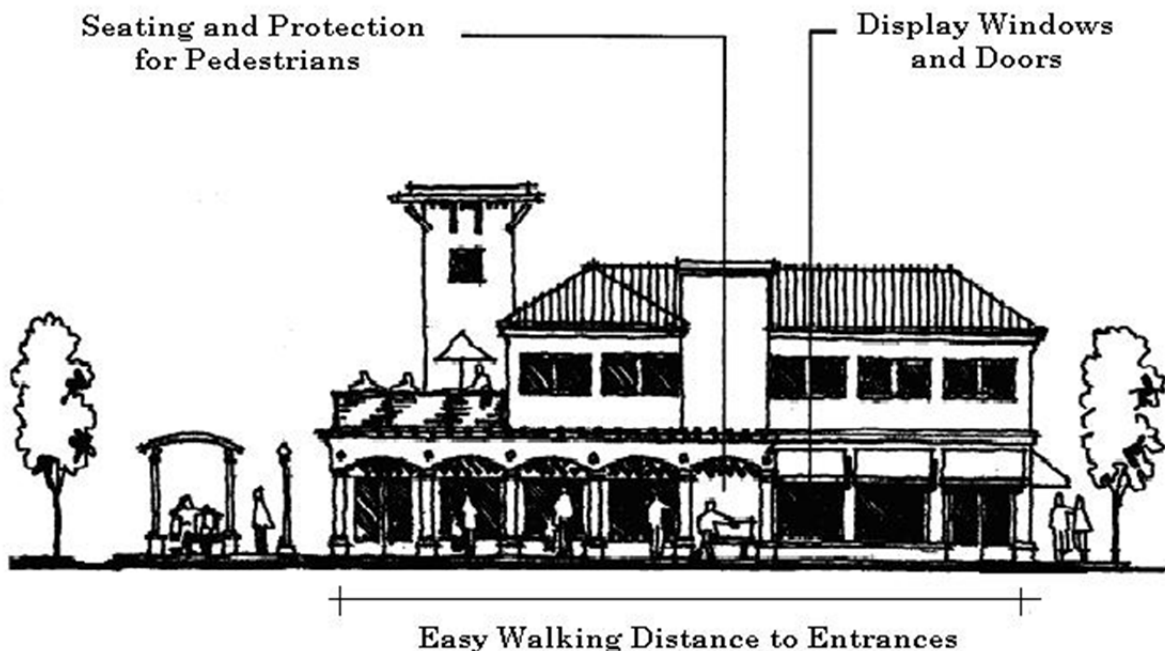 Seating and Protection
for Pedestrians
Display Windows
and Doors
Easy Walking Distance to Entrances